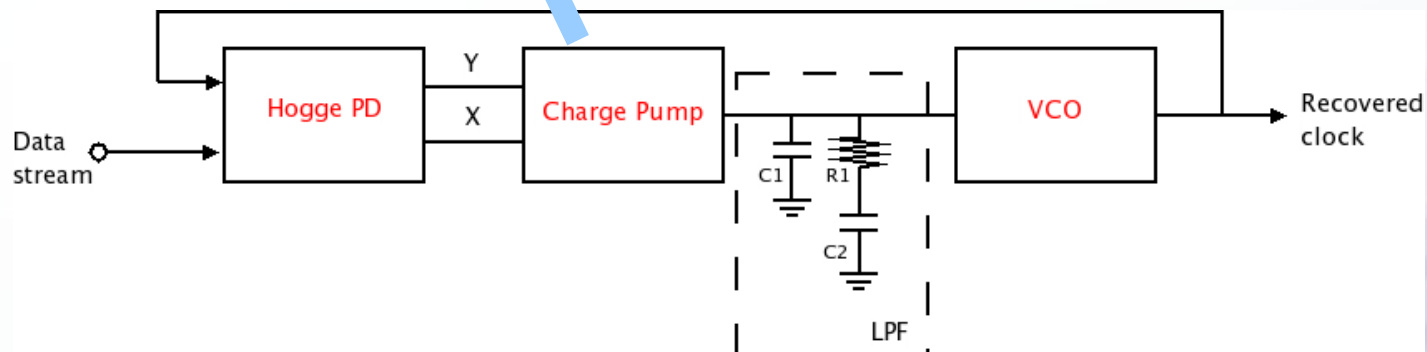 Y
Hogge PD
Charge Pump
VCO
Recovered
clock
X
Data
stream
C1
R1
C2
LPF